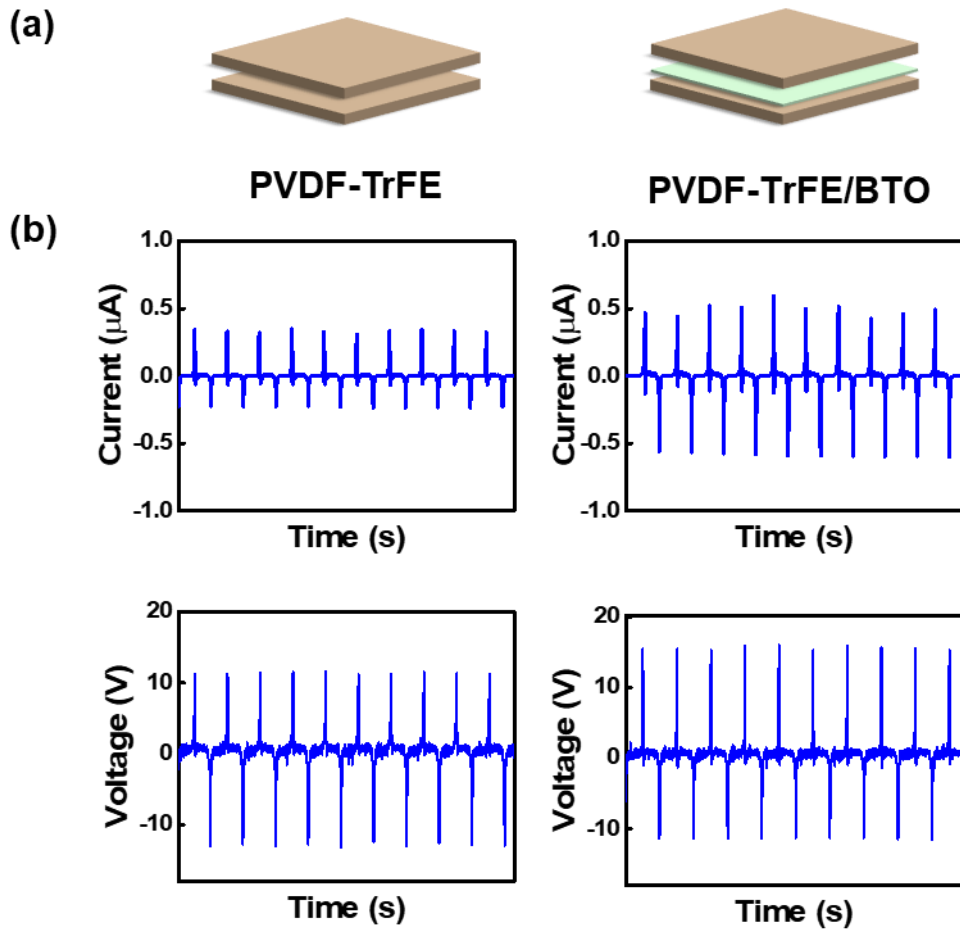 (a)
PVDF-TrFE
PVDF-TrFE/BTO
(b)
1.0
0.5
0.0
-0.5
-1.0
Current (μA)
Time (s)
1.0
0.5
0.0
-0.5
-1.0
Current (μA)
Time (s)
20
10
0
-10
Voltage (V)
Time (s)
20
10
0
-10
Voltage (V)
Time (s)